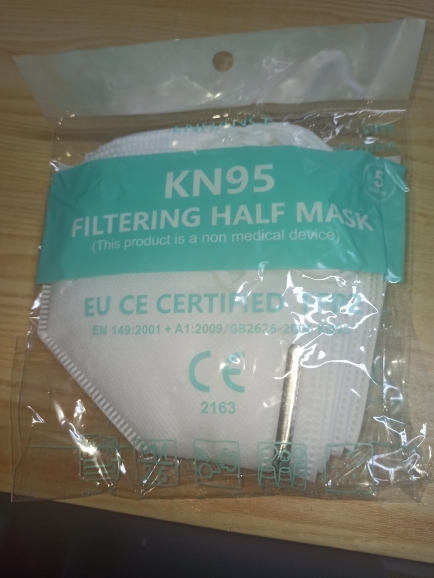 KN95
FILTERING HALF MASK
(This product is a non medical device)
EU CE CERTIFIED
EN 149:2001 + A1:2009/GB2626-
CE
2163